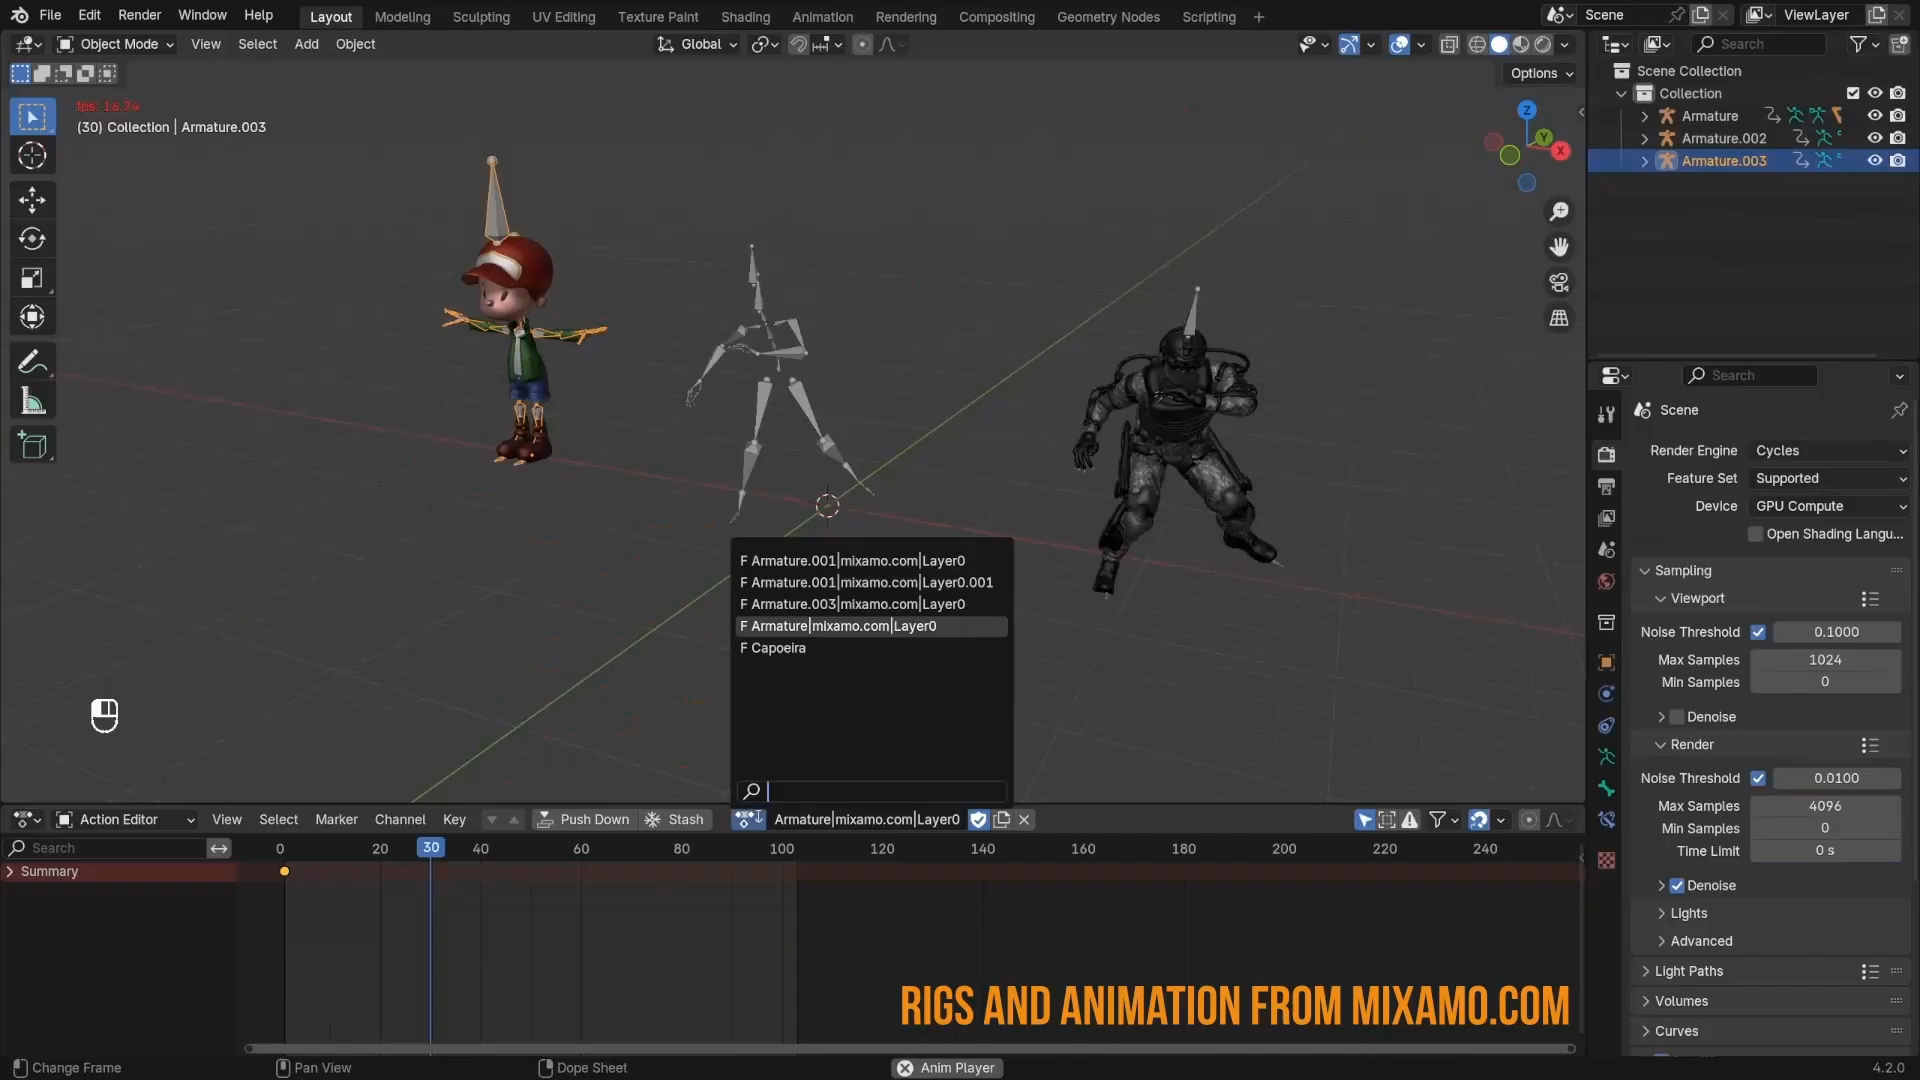 File Edit Render Window Help Layout Modeling Sculpting UV Editing Texture Paint Shading Animation Rendering Compositing Geometry Nodes Scripting + Scene ViewLayer
Object Mode View Select Add Object Global Search
Options
fps: 16.74
(30) Collection | Armature.003
Z
Y
X
Scene Collection
Collection
Armature
Armature.002
Armature.003
Search
Scene
Render Engine Cycles
Feature Set Supported
Device GPU Compute
Open Shading Langu...
Sampling
Viewport
Noise Threshold 0.1000
Max Samples 1024
Min Samples 0
Denoise
Render
Noise Threshold 0.0100
Max Samples 4096
Min Samples 0
Time Limit 0 s
Denoise
Lights
Advanced
Light Paths
Volumes
Curves
F Armature.001|mixamo.com|Layer0
F Armature.001|mixamo.com|Layer0.001
F Armature.003|mixamo.com|Layer0
F Armature|mixamo.com|Layer0
F Capoeira
Action Editor View Select Marker Channel Key Push Down Stash Armature|mixamo.com|Layer0
Search 0 20 30 40 60 80 100 120 140 160 180 200 220 240
Summary
RIGS AND ANIMATION FROM MIXAMO.COM
Change Frame Pan View Dope Sheet Anim Player 4.2.0